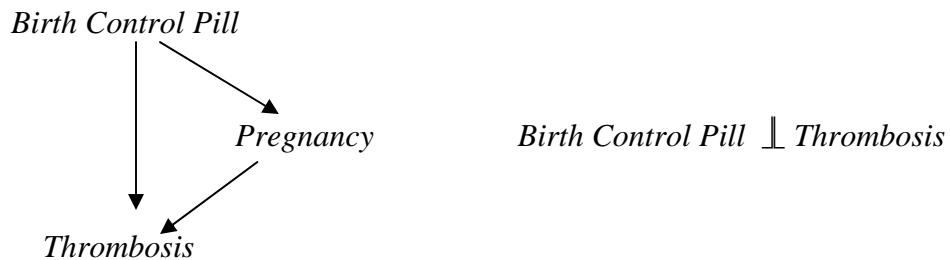 Birth Control Pill
Pregnancy
Birth Control Pill ⫫ Thrombosis
Thrombosis